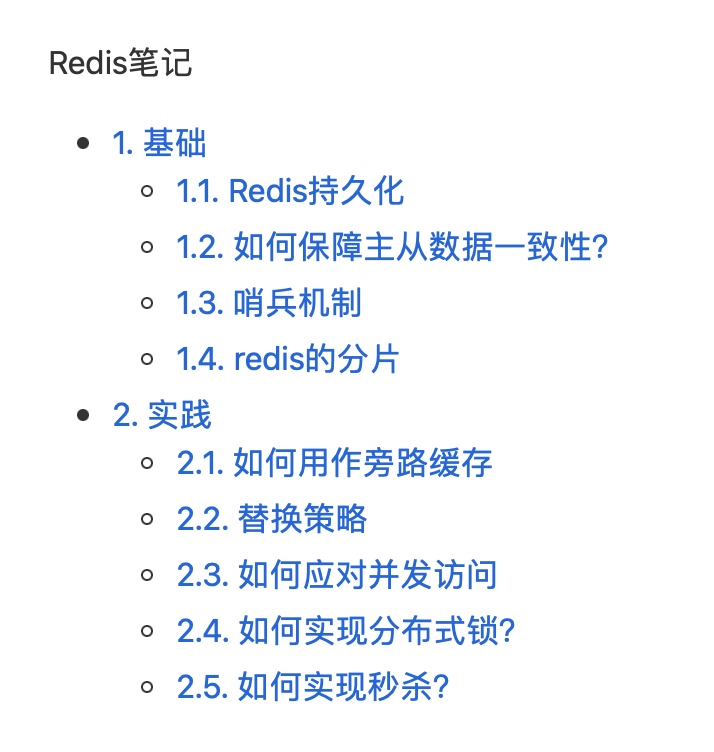 Redis笔记
1. 基础
1.1. Redis持久化
1.2. 如何保障主从数据一致性?
1.3. 哨兵机制
1.4. redis的分片
2. 实践
2.1. 如何用作旁路缓存
2.2. 替换策略
2.3. 如何应对并发访问
2.4. 如何实现分布式锁?
2.5. 如何实现秒杀?